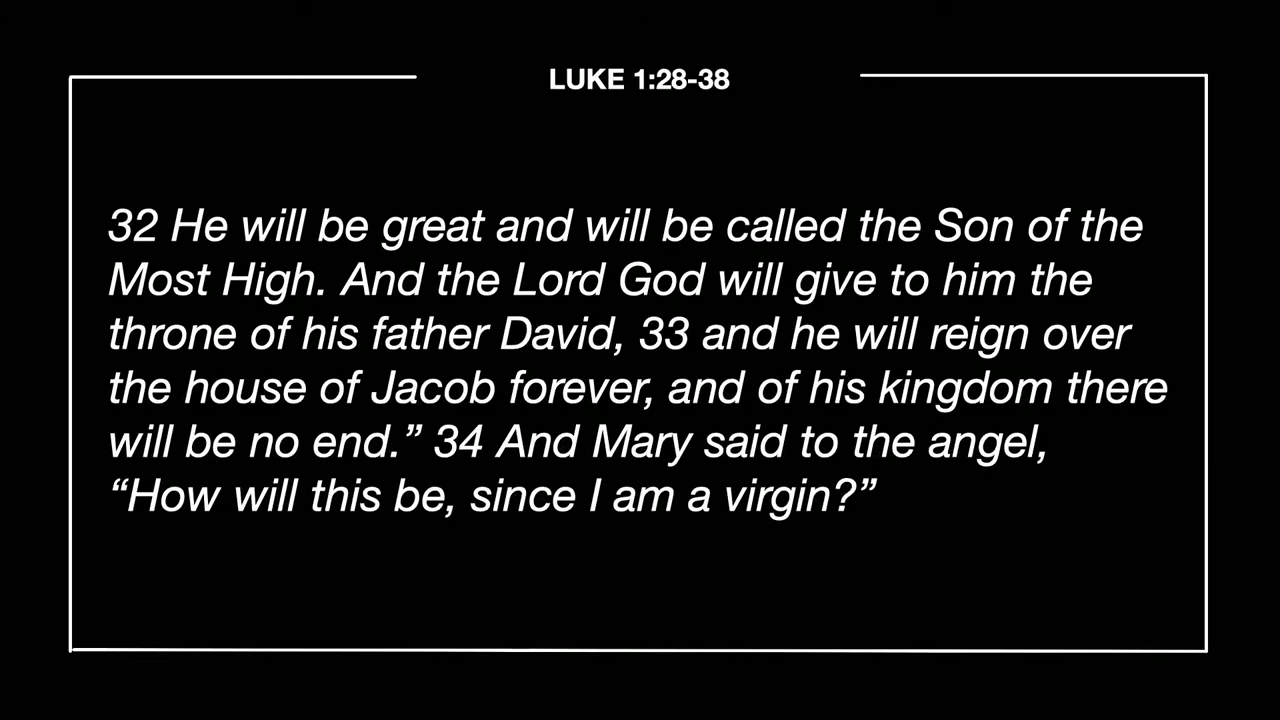 LUKE 1:28-38
32 He will be great and will be called the Son of the
Most High. And the Lord God will give to him the
throne of his father David, 33 and he will reign over
the house of Jacob forever, and of his kingdom there
will be no end.” 34 And Mary said to the angel,
“How will this be, since I am a virgin?”